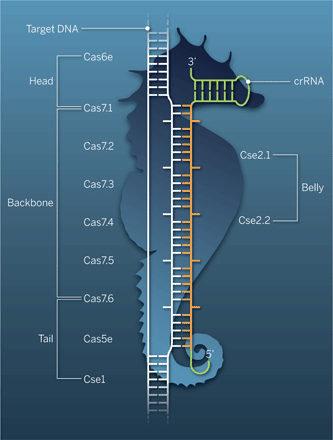 Target DNA
Cas6e
3'
Head
crRNA
Cas7.1
Cas7.2
Cse2.1
Cas7.3
Belly
Backbone
Cas7.4
Cse2.2
Cas7.5
Cas7.6
Tail
Cas5e
5'
Cse1